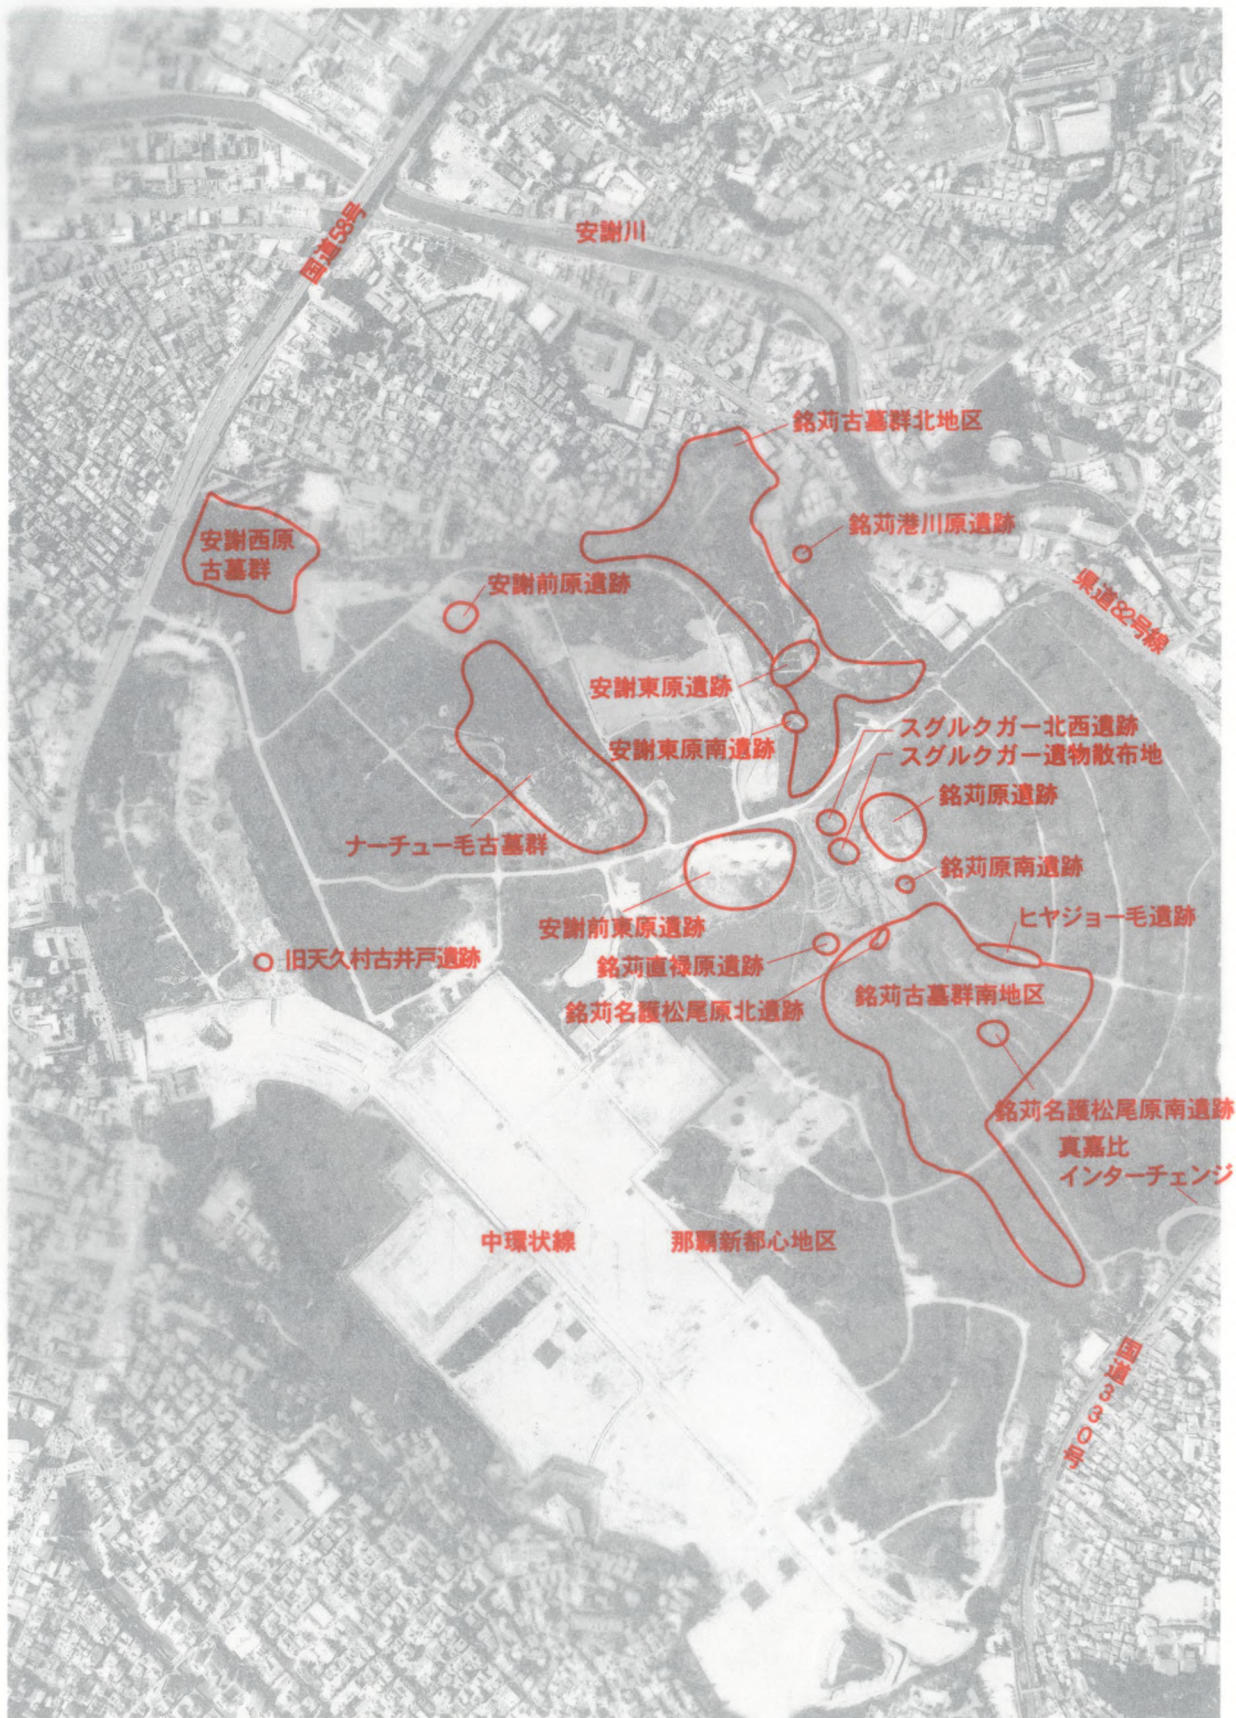 国道58号
安謝川
銘苅古墓群北地区
銘苅港川原遺跡
安謝西原
古墓群
安謝前原遺跡
県道82号線
安謝東原遺跡
安謝東原南遺跡
スグルクガー北西遺跡
スグルクガー遺物散布地
銘苅原遺跡
ナーチュー毛古墓群
銘苅原南遺跡
安謝前東原遺跡
ヒヤジョー毛遺跡
旧天久村古井戸遺跡
銘苅直禄原遺跡
銘苅古墓群南地区
銘苅名護松尾原北遺跡
銘苅名護松尾原南遺跡
真嘉比
インターチェンジ
中環状線
那覇新都心地区
国道330号